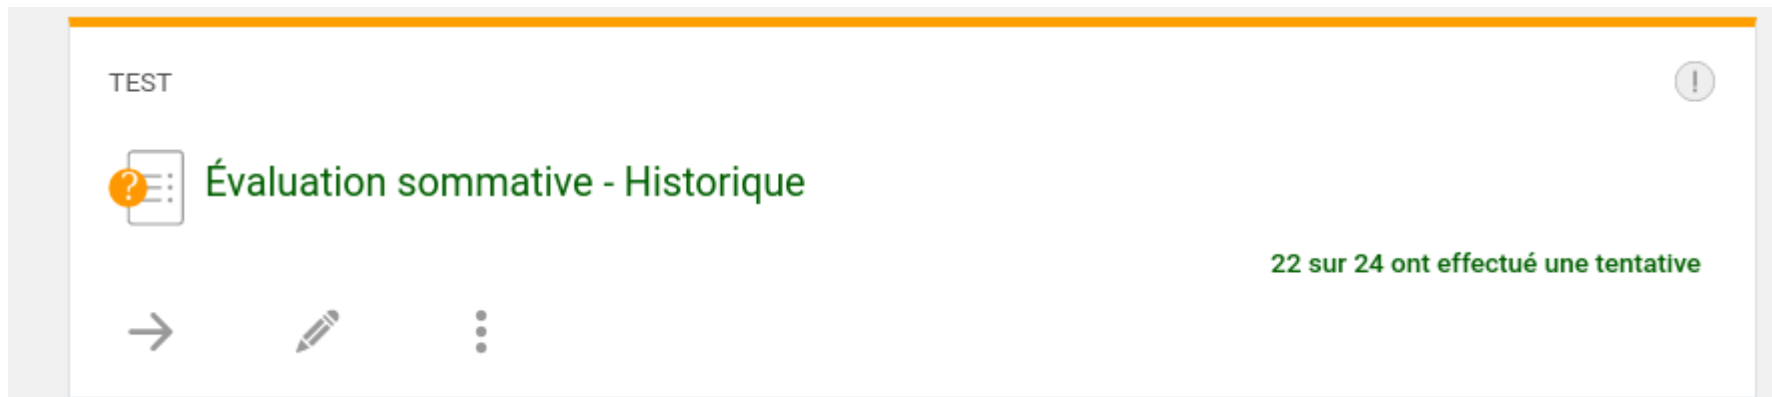 TEST
!
?
Évaluation sommative - Historique
22 sur 24 ont effectué une tentative